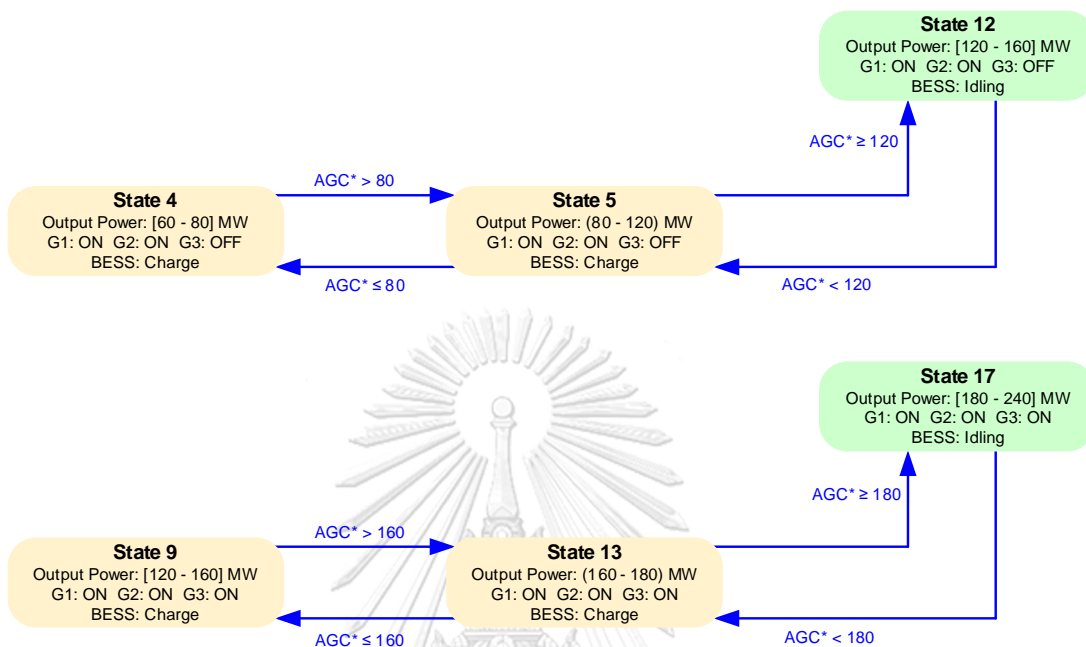 State 12
Output Power: [120 - 160] MW
G1: ON G2: ON G3: OFF
BESS: Idling
AGC* ≥ 120
AGC* > 80
State 4
Output Power: [60 - 80] MW
G1: ON G2: ON G3: OFF
BESS: Charge
State 5
Output Power: (80 - 120) MW
G1: ON G2: ON G3: OFF
BESS: Charge
AGC* ≤ 80
AGC* < 120
State 17
Output Power: [180 - 240] MW
G1: ON G2: ON G3: ON
BESS: Idling
AGC* ≥ 180
AGC* > 160
State 9
Output Power: [120 - 160] MW
G1: ON G2: ON G3: ON
BESS: Charge
State 13
Output Power: (160 - 180) MW
G1: ON G2: ON G3: ON
BESS: Charge
AGC* ≤ 160
AGC* < 180